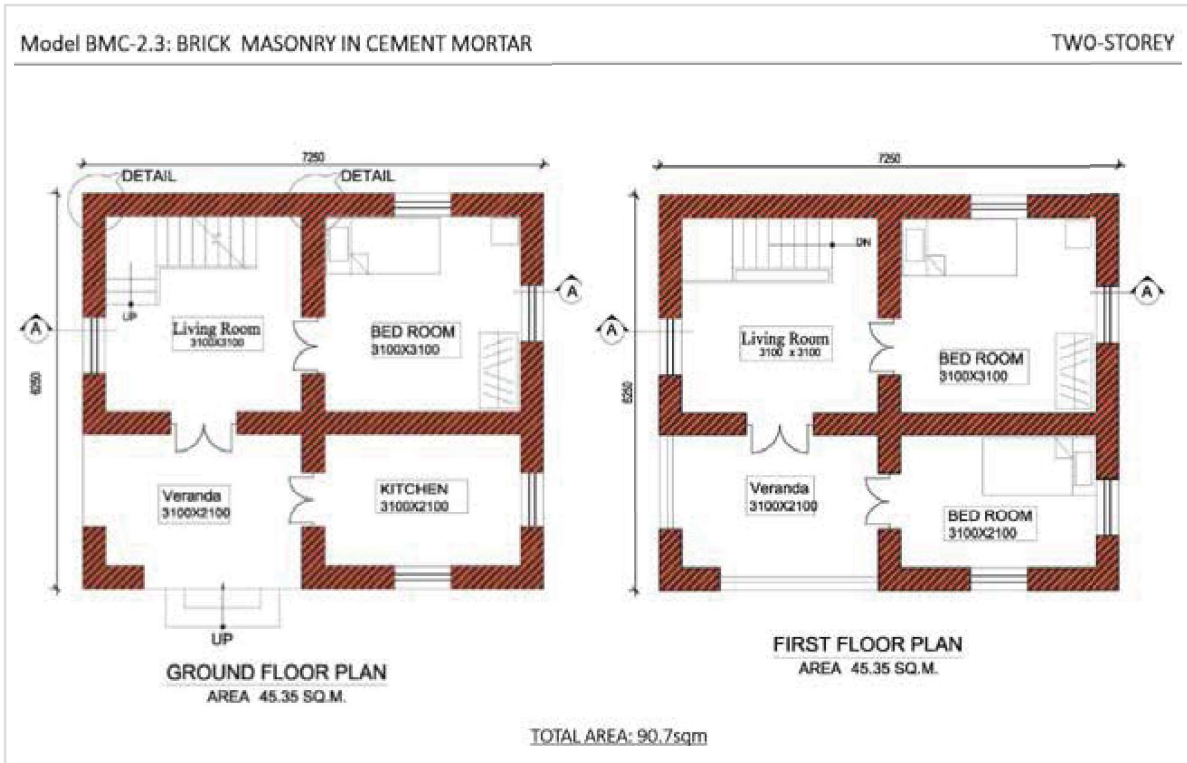 Model BMC-2.3: BRICK MASONRY IN CEMENT MORTAR
TWO-STOREY
7250
DETAIL
DETAIL
6250
A
A
UP
Living Room
3100X3100
BED ROOM
3100X3100
Veranda
3100X2100
KITCHEN
3100X2100
UP
GROUND FLOOR PLAN
AREA 45.35 SQ.M.
7250
6250
A
A
DN
Living Room
3100 x 3100
BED ROOM
3100X3100
Veranda
3100X2100
BED ROOM
3100X2100
FIRST FLOOR PLAN
AREA 45.35 SQ.M.
TOTAL AREA: 90.7sqm